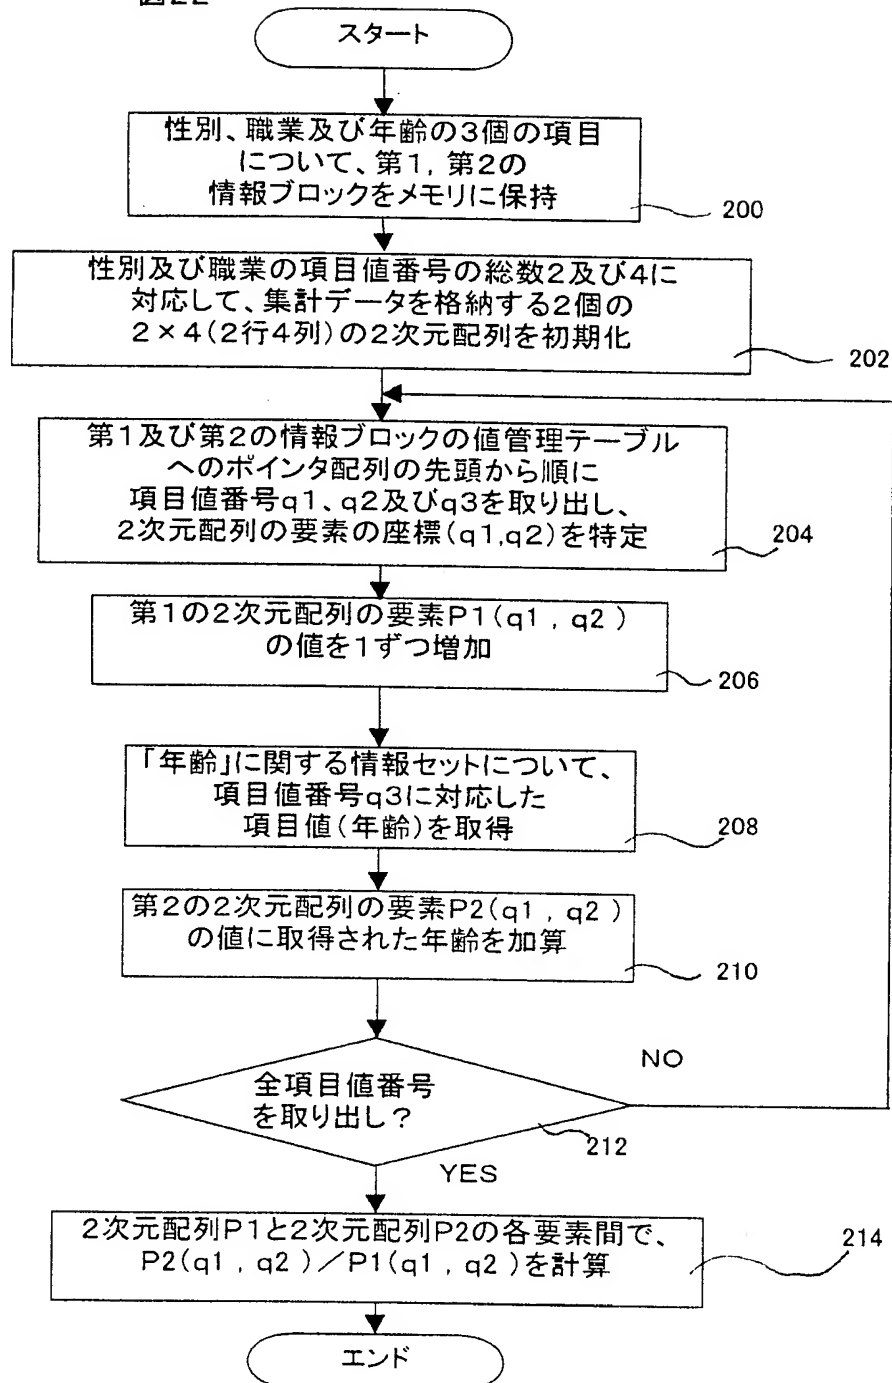 図22
スタート
性別、職業及び年齢の3個の項目
について、第1,第2の
情報ブロックをメモリに保持
200
性別及び職業の項目値番号の総数2及び4に
対応して、集計データを格納する2個の
2×4(2行4列)の2次元配列を初期化
202
第1及び第2の情報ブロックの値管理テーブル
へのポインタ配列の先頭から順に
項目値番号q1、q2及びq3を取り出し、
2次元配列の要素の座標(q1,q2)を特定
204
第1の2次元配列の要素P1(q1,q2)
の値を1ずつ増加
206
「年齢」に関する情報セットについて、
項目値番号q3に対応した
項目値(年齢)を取得
208
第2の2次元配列の要素P2(q1,q2)
の値に取得された年齢を加算
210
NO
全項目値番号
を取り出し?
212
YES
2次元配列P1と2次元配列P2の各要素間で、
P2(q1,q2)/P1(q1,q2)を計算
214
エンド